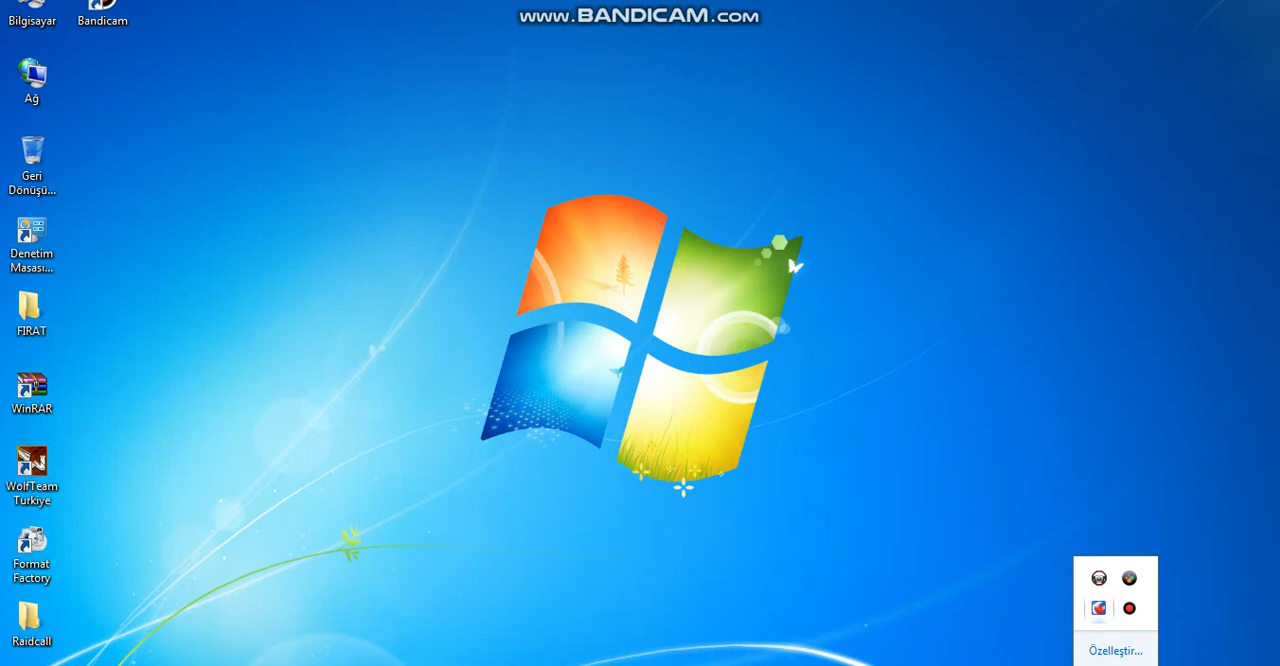 www.BANDICAM.com
Bilgisayar
Bandicam
Ağ
Geri
Dönüşü...
Denetim
Masası...
FIRAT
WinRAR
WolfTeam
Turkiye
Format
Factory
Raidcall
Özelleştir...